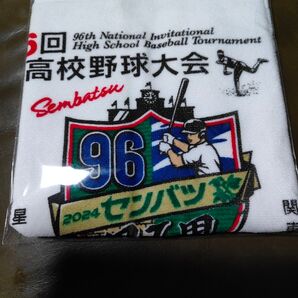 6回 96th National Invitational
High School Baseball Tournament
高校野球大会
Sembatsu
96
2024 センバツ
星
関